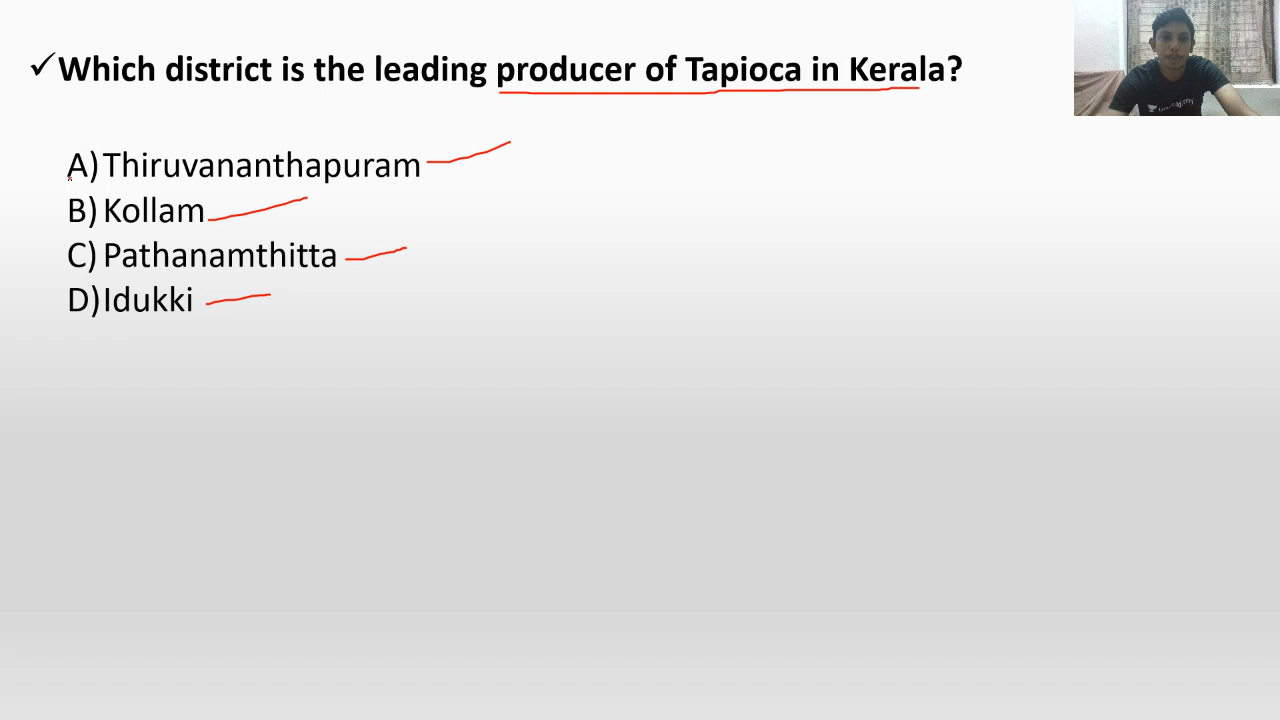 ✓Which district is the leading producer of Tapioca in Kerala?
A) Thiruvananthapuram
B) Kollam
C) Pathanamthitta
D) Idukki